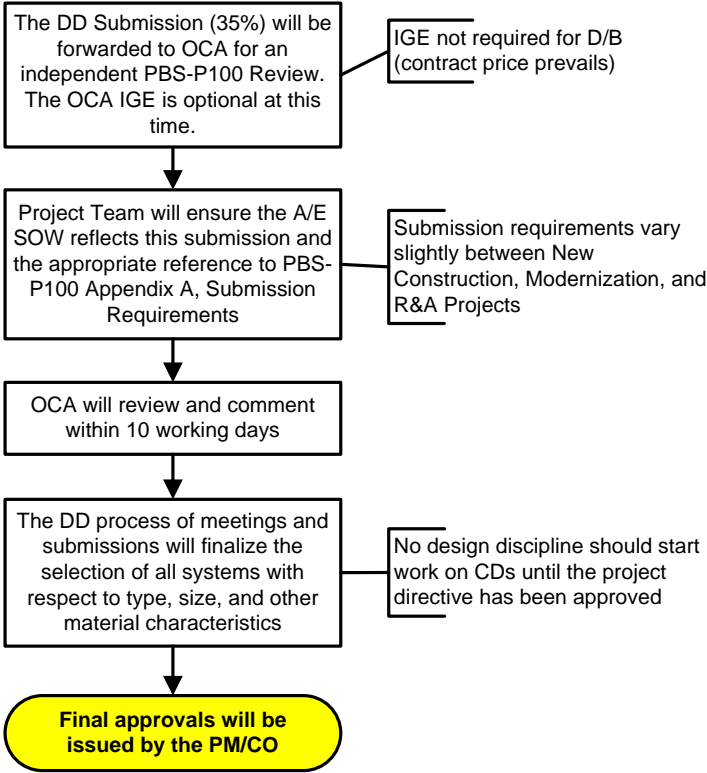 The DD Submission (35%) will be
forwarded to OCA for an
independent PBS-P100 Review.
The OCA IGE is optional at this
time.
IGE not required for D/B
(contract price prevails)
Project Team will ensure the A/E
SOW reflects this submission and
the appropriate reference to PBS-
P100 Appendix A, Submission
Requirements
Submission requirements vary
slightly between New
Construction, Modernization, and
R&A Projects
OCA will review and comment
within 10 working days
The DD process of meetings and
submissions will finalize the
selection of all systems with
respect to type, size, and other
material characteristics
No design discipline should start
work on CDs until the project
directive has been approved
Final approvals will be
issued by the PM/CO